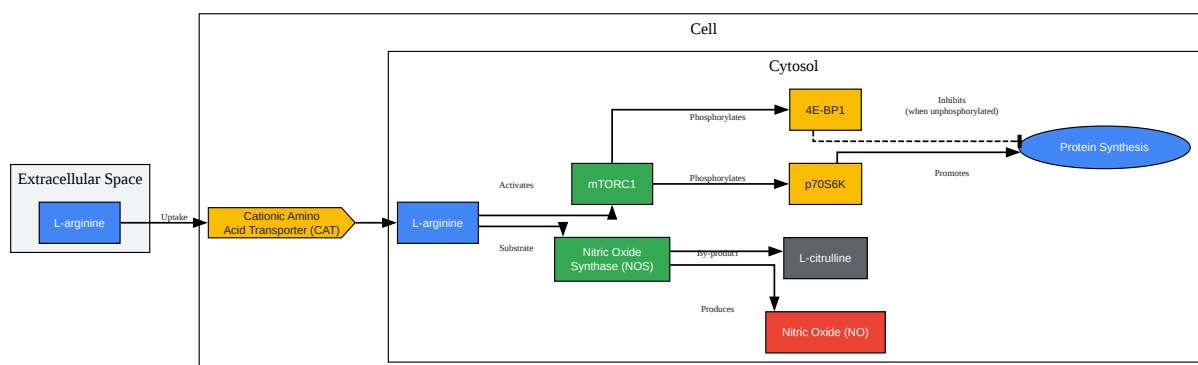 Cell
Cytosol
Extracellular Space
L-arginine
Uptake
Cationic Amino
Acid Transporter (CAT)
L-arginine
Activates
Substrate
mTORC1
Nitric Oxide
Synthase (NOS)
Phosphorylates
Phosphorylates
By-product
Produces
4E-BP1
p70S6K
L-citrulline
Nitric Oxide (NO)
Inhibits
(when unphosphorylated)
Promotes
Protein Synthesis